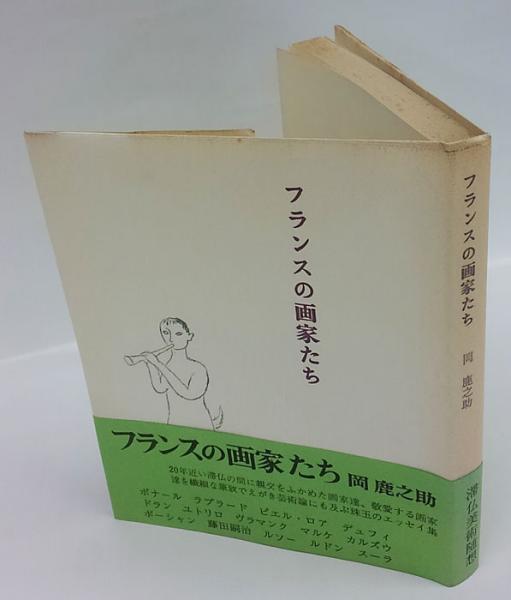 フランスの画家たち
フランスの画家たち 岡 鹿之助
20年近い滞仏の間に親交をふかめた画家達、敬愛する画家
達を繊細な筆致でえがき芸術論にも及ぶ珠玉のエッセイ集
ボナール ラプラード ピエル・ロア デュフィ
ドラン ユトリロ ヴラマンク マルケ カルズウ
ボーシャン 藤田嗣治 ルソー ルドン スーラ
フランスの画家たち 岡 鹿之助
滞仏美術随想